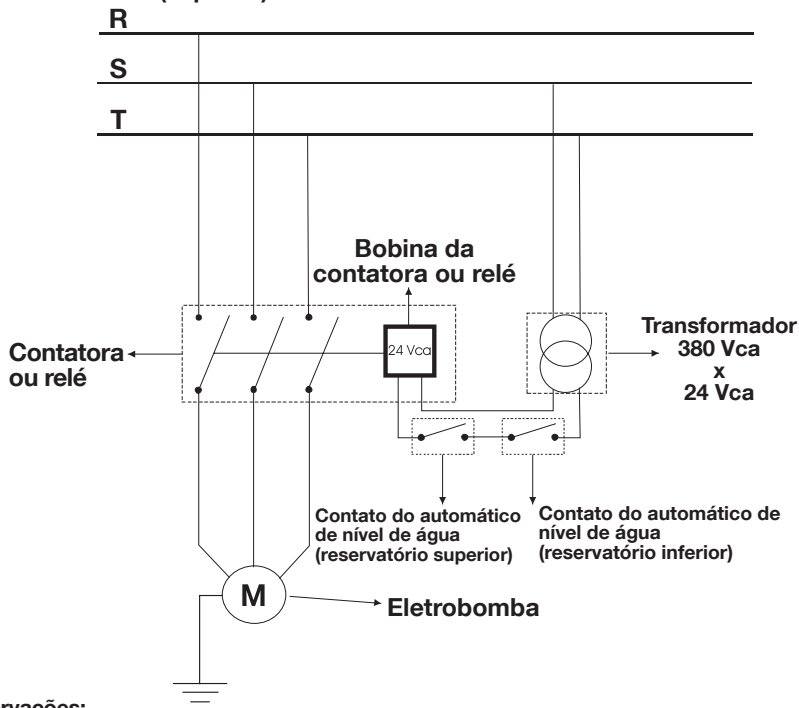 R
S
T
Bobina da
contatora ou relé
24 Vca
Contatora
ou relé
Transformador
380 Vca
x
24 Vca
Contato do automático
de nível de água
(reservatório superior)
Contato do automático de
nível de água
(reservatório inferior)
M
Eletrobomba